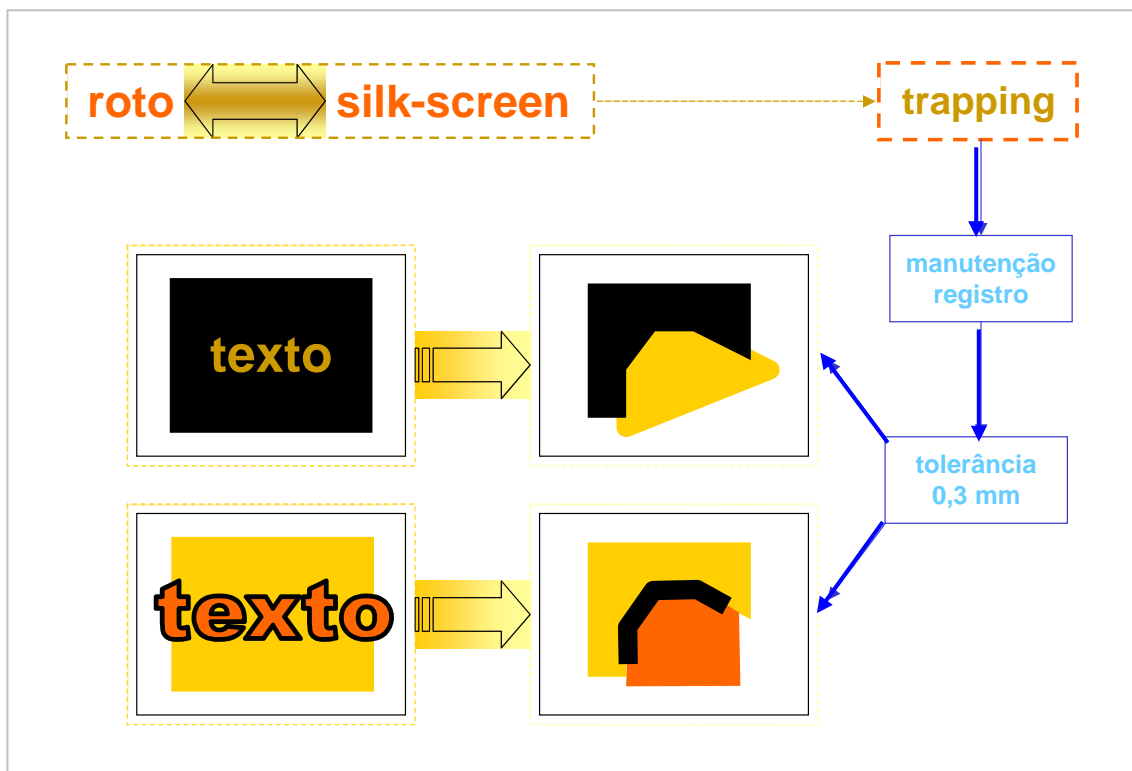 roto silk-screen
trapping
manutenção
registro
texto
tolerância
0,3 mm
texto